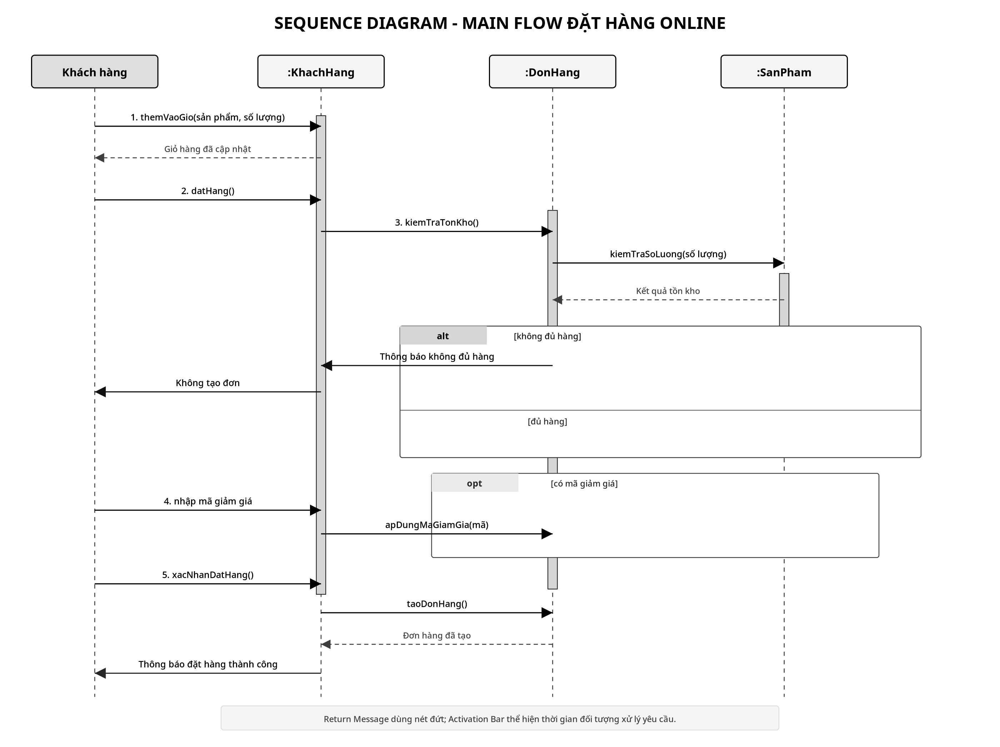 SEQUENCE DIAGRAM - MAIN FLOW ĐẶT HÀNG ONLINE
Khách hàng
:KhachHang
:DonHang
:SanPham
1. themVaoGio(sản phẩm, số lượng)
Giỏ hàng đã cập nhật
2. datHang()
3. kiemTraTonKho()
kiemTraSoLuong(số lượng)
Kết quả tồn kho
alt
[không đủ hàng]
Thông báo không đủ hàng
Không tạo đơn
[đủ hàng]
opt
[có mã giảm giá]
4. nhập mã giảm giá
apDungMaGiamGia(mã)
5. xacNhanDatHang()
taoDonHang()
Đơn hàng đã tạo
Thông báo đặt hàng thành công
Return Message dùng nét đứt; Activation Bar thể hiện thời gian đối tượng xử lý yêu cầu.